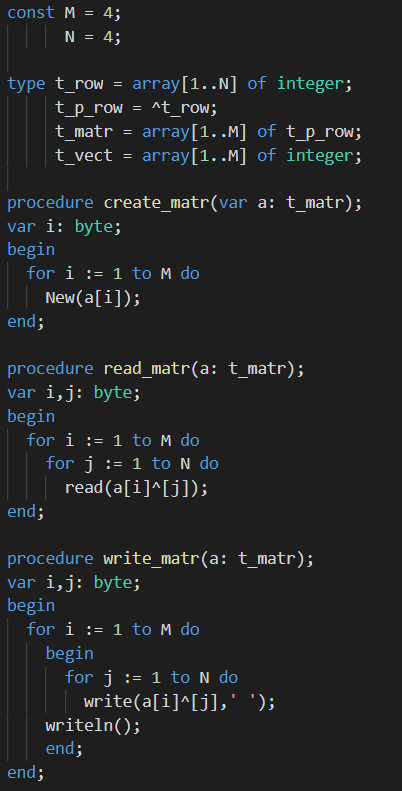 const M = 4;
      N = 4;

type t_row = array[1..N] of integer;
     t_p_row = ^t_row;
     t_matr = array[1..M] of t_p_row;
     t_vect = array[1..M] of integer;

procedure create_matr(var a: t_matr);
var i: byte;
begin
  for i := 1 to M do
    New(a[i]);
end;

procedure read_matr(a: t_matr);
var i,j: byte;
begin
  for i := 1 to M do
    for j := 1 to N do
      read(a[i]^[j]);
end;

procedure write_matr(a: t_matr);
var i,j: byte;
begin
  for i := 1 to M do
    begin
      for j := 1 to N do
        write(a[i]^[j],' ');
    writeln();
    end;
end;